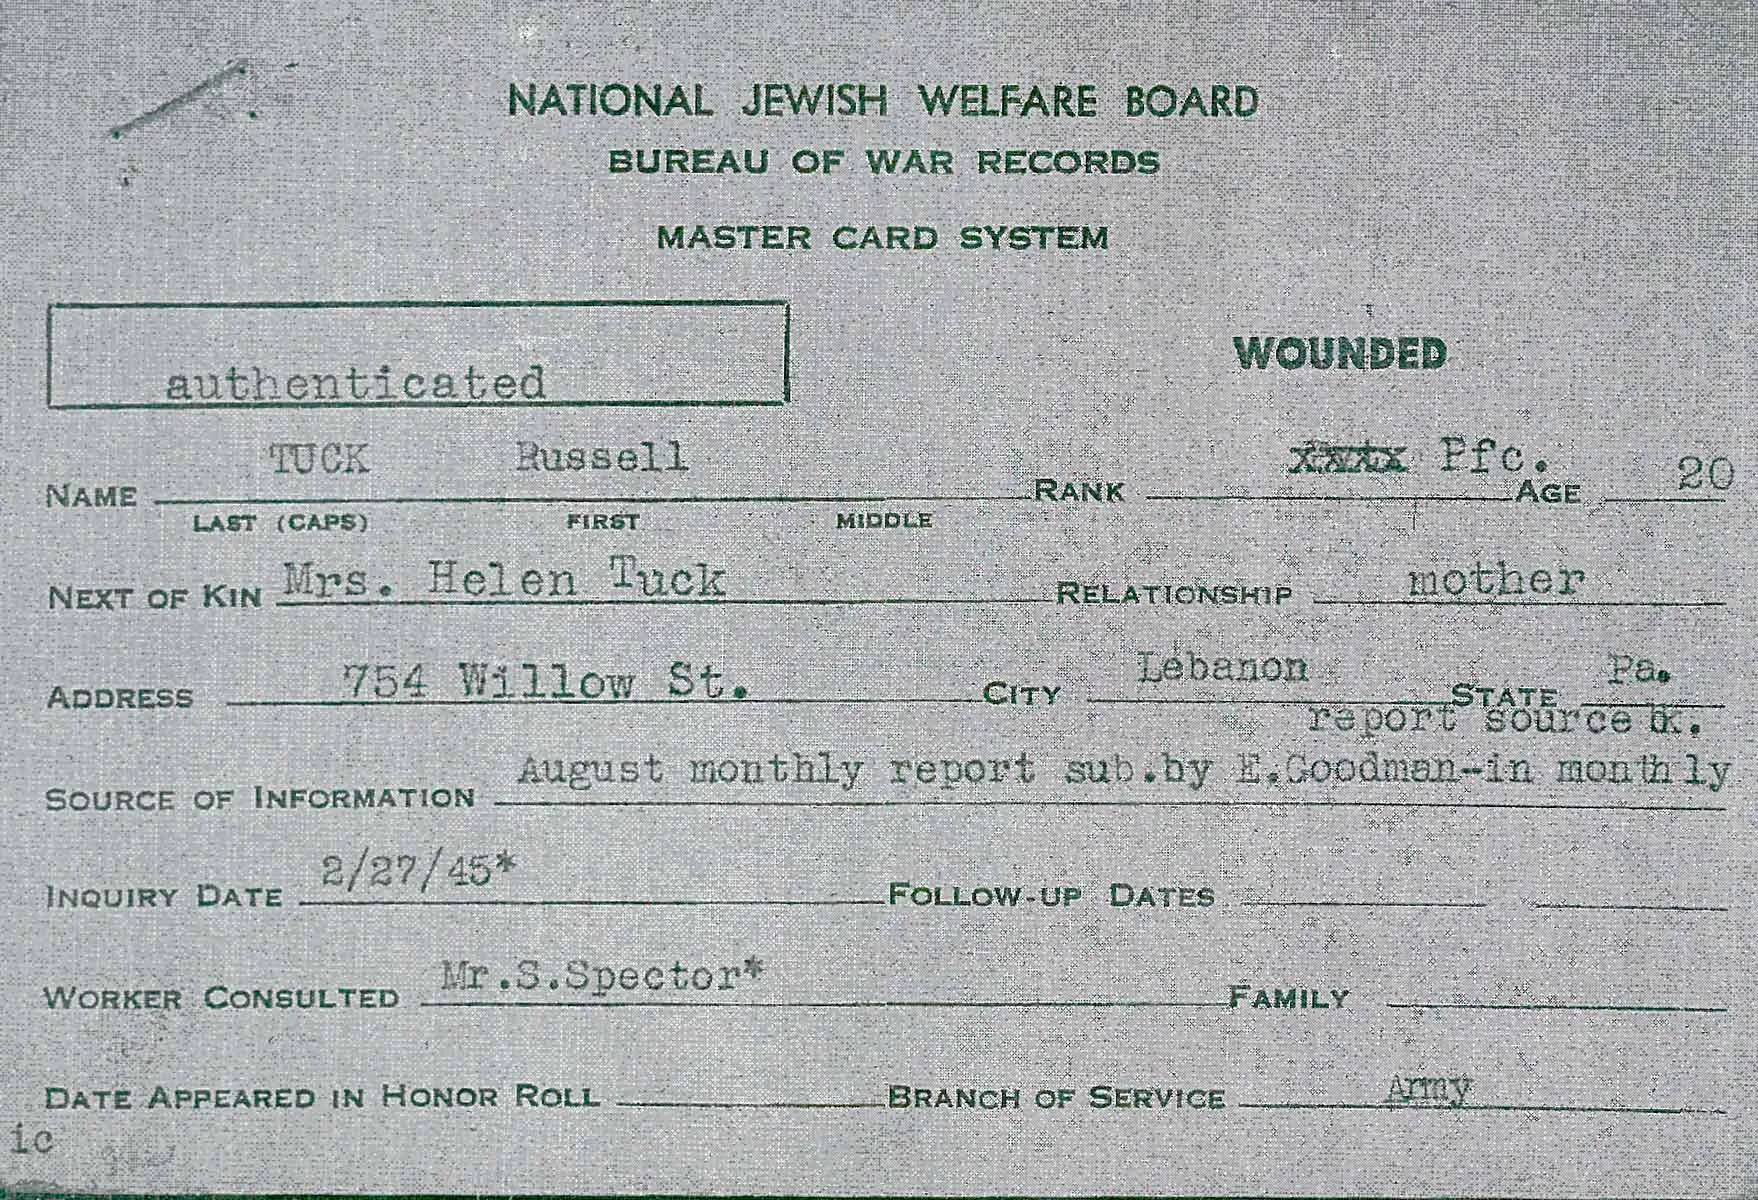 NATIONAL JEWISH WELFARE BOARD
BUREAU OF WAR RECORDS
MASTER CARD SYSTEM
authenticated
WOUNDED
NAME TUCK Russell RANK Pfc. AGE 20
LAST (CAPS) FIRST MIDDLE
NEXT OF KIN Mrs. Helen Tuck RELATIONSHIP mother
ADDRESS 754 Willow St. CITY Lebanon STATE Pa.
report source
SOURCE OF INFORMATION August monthly report sub.by E.Goodman--in monthly
INQUIRY DATE 2/27/45* FOLLOW-UP DATES
WORKER CONSULTED Mr.S.Spector* FAMILY
DATE APPEARED IN HONOR ROLL BRANCH OF SERVICE Army
ic